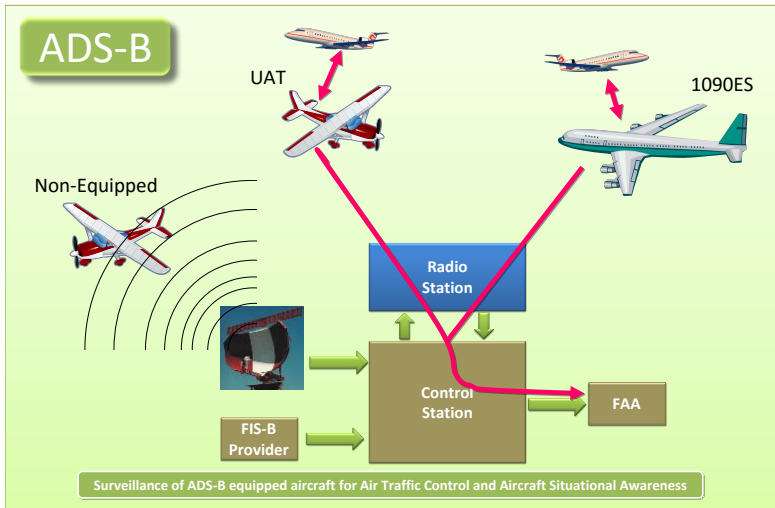 ADS-B
UAT
1090ES
Non-Equipped
Radio
Station
Control
Station
FAA
FIS-B
Provider
Surveillance of ADS-B equipped aircraft for Air Traffic Control and Aircraft Situational Awareness